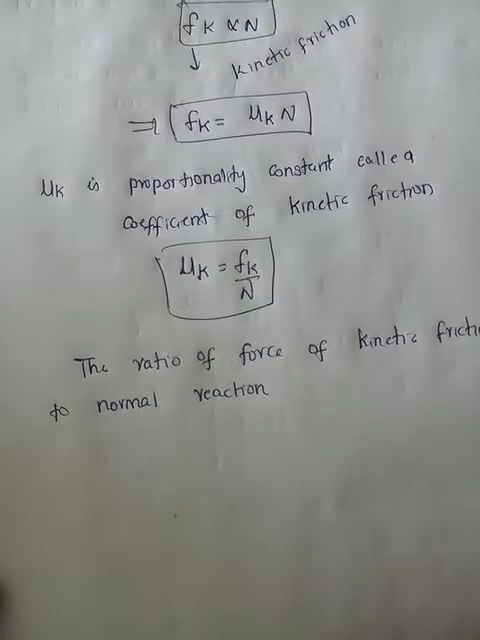 fK ∝ N
↓ kinetic friction
⇒ fK = μK N
μK is proportionality constant called
coefficient of kinetic friction
μK = fK/N
The ratio of force of kinetic fricti
to normal reaction